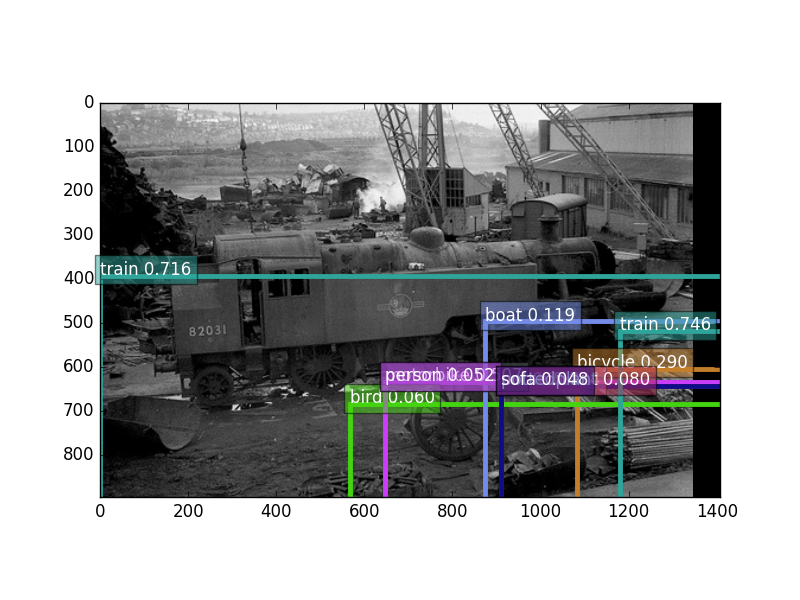 0
100
200
300
train 0.716
400
boat 0.119
500
train 0.746
82031
bicycle 0.290
600
person 0.052
sofa 0.048
0.080
bird 0.060
700
800
0 200 400 600 800 1000 1200 1400